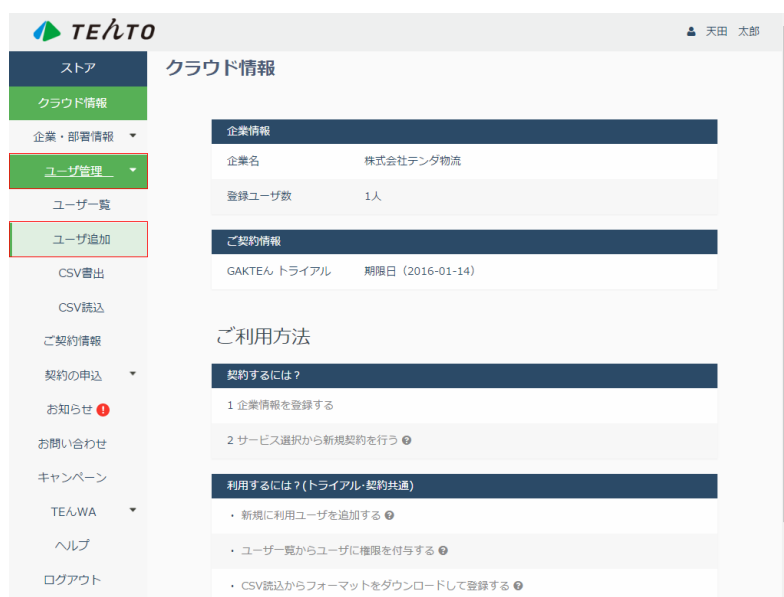 TEんTO
天田 太郎
ストア
クラウド情報
企業・部署情報
ユーザ管理
ユーザ一覧
ユーザ追加
CSV書出
CSV読込
ご契約情報
契約の申込
お知らせ
お問い合わせ
キャンペーン
TEんWA
ヘルプ
ログアウト
クラウド情報
企業情報
企業名 株式会社テンダ物流
登録ユーザ数 1人
ご契約情報
GAKTEん トライアル 期限日（2016-01-14）
ご利用方法
契約するには？
1 企業情報を登録する
2 サービス選択から新規契約を行う
利用するには？(トライアル・契約共通)
・ 新規に利用ユーザを追加する
・ ユーザ一覧からユーザに権限を付与する
・ CSV読込からフォーマットをダウンロードして登録する